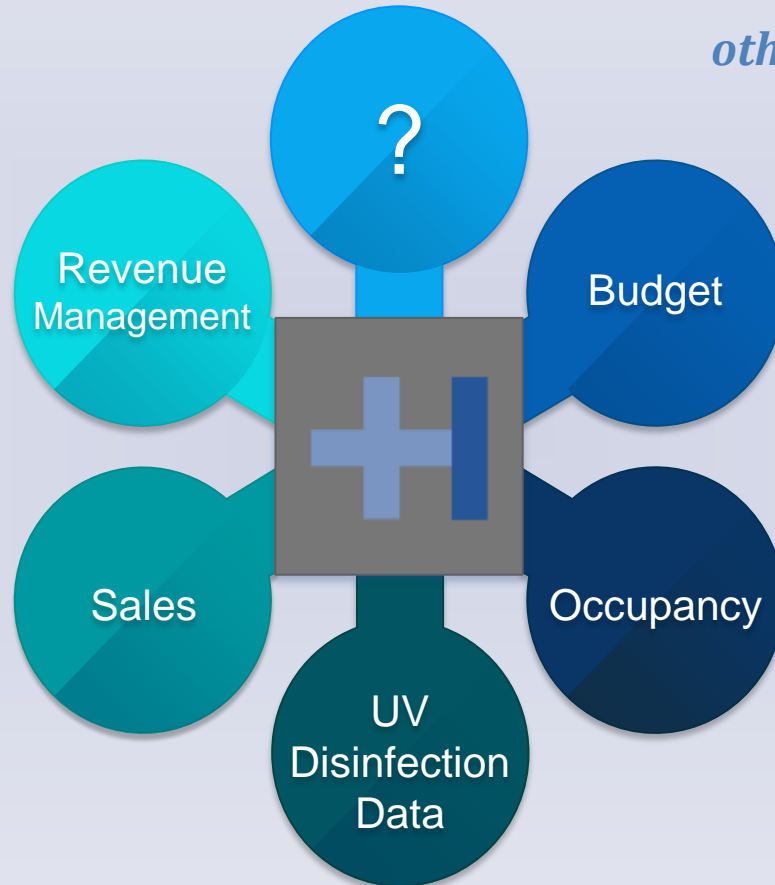 oth
?
Revenue
Management
Budget
Sales
Occupancy
UV
Disinfection
Data